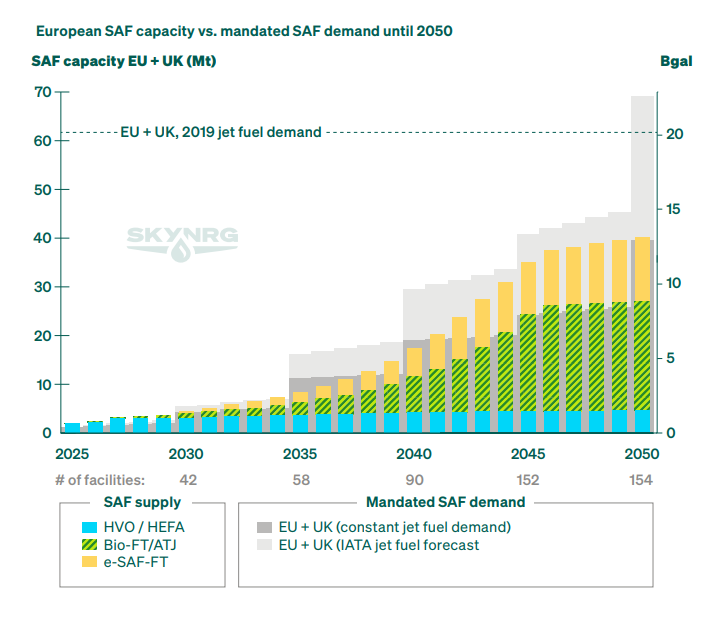 European SAF capacity vs. mandated SAF demand until 2050
SAF capacity EU + UK (Mt)
Bgal
70
60
50
40
30
20
10
0
EU + UK, 2019 jet fuel demand
SKYNRG
20
15
10
5
0
2025 2030 2035 2040 2045 2050
# of facilities: 42 58 90 152 154
SAF supply
HVO / HEFA
Bio-FT/ATJ
e-SAF-FT
Mandated SAF demand
EU + UK (constant jet fuel demand)
EU + UK (IATA jet fuel forecast